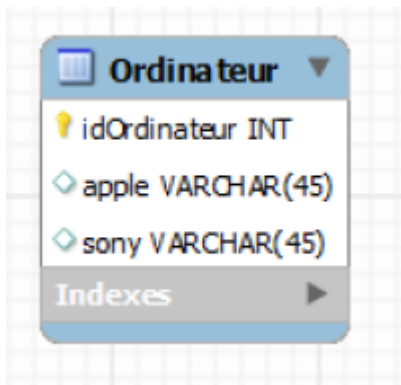 Ordinateur
idOrdinateur INT
apple VARCHAR(45)
sony VARCHAR(45)
Indexes